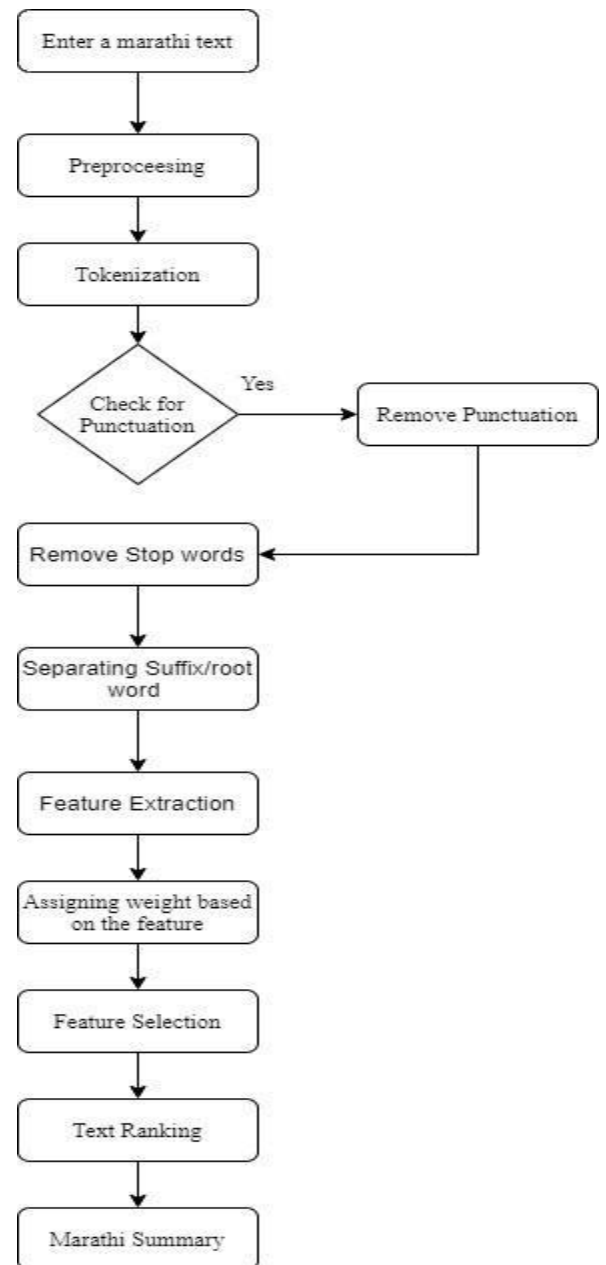 Enter a marathi text
Preproceesing
Tokenization
Check for
Punctuation
Yes
Remove Punctuation
Remove Stop words
Separating Suffix/root
word
Feature Extraction
Assigning weight based
on the feature
Feature Selection
Text Ranking
Marathi Summary